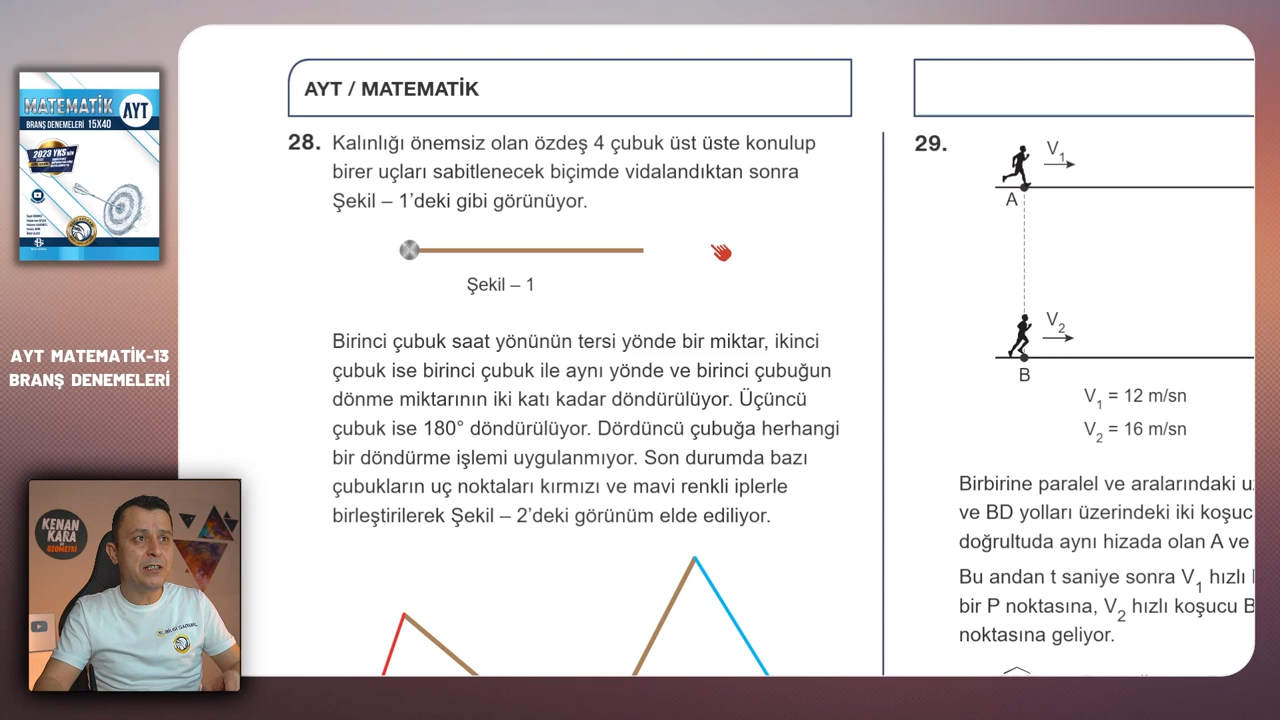 MATEMATİK
AYT
BRANŞ DENEMELERİ 15X40
2023 YKS
AYT MATEMATİK-13
BRANŞ DENEMELERİ
KENAN
KARA
GEOMETRİ
AYT / MATEMATİK
28. Kalınlığı önemsiz olan özdeş 4 çubuk üst üste konulup
birer uçları sabitlenecek biçimde vidalandıktan sonra
Şekil – 1’deki gibi görünüyor.
Şekil – 1
Birinci çubuk saat yönünün tersi yönde bir miktar, ikinci
çubuk ise birinci çubuk ile aynı yönde ve birinci çubuğun
dönme miktarının iki katı kadar döndürülüyor. Üçüncü
çubuk ise 180° döndürülüyor. Dördüncü çubuğa herhangi
bir döndürme işlemi uygulanmıyor. Son durumda bazı
çubukların uç noktaları kırmızı ve mavi renkli iplerle
birleştirilerek Şekil – 2’deki görünüm elde ediliyor.
29.
V1
A
V2
B
V1 = 12 m/sn
V2 = 16 m/sn
Birbirine paralel ve aralarındaki u
ve BD yolları üzerindeki iki koşuc
doğrultuda aynı hizada olan A ve
Bu andan t saniye sonra V1 hızlı
bir P noktasına, V2 hızlı koşucu B
noktasına geliyor.